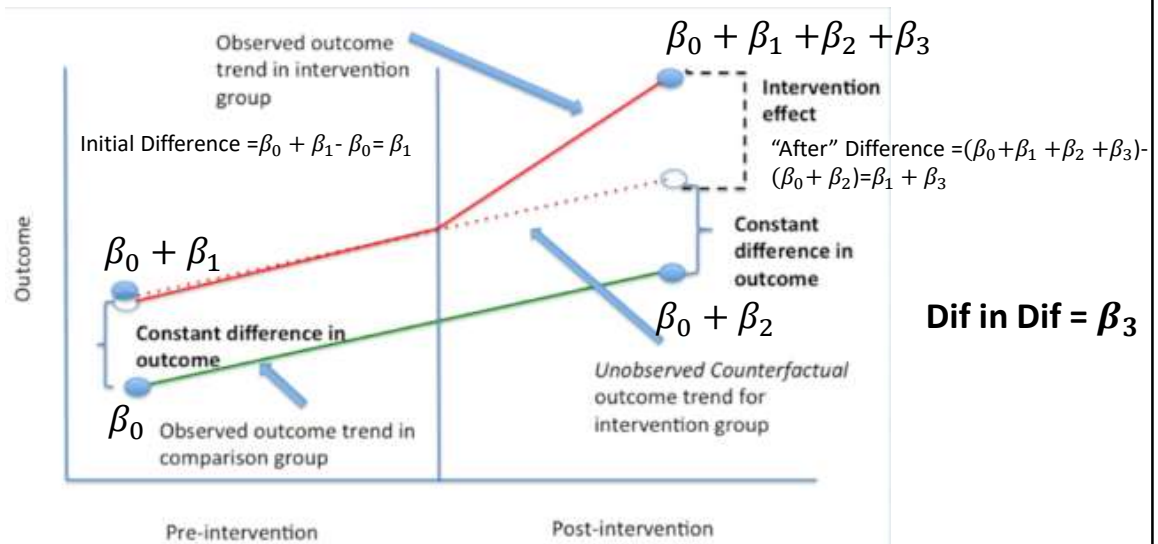 β₀ + β₁ +β₂ +β₃
Observed outcome
trend in intervention
group
Intervention
effect
Initial Difference =β₀ + β₁- β₀= β₁
“After” Difference =(β₀+β₁ +β₂ +β₃)-
(β₀+ β₂)=β₁ + β₃
Outcome
β₀ + β₁
Constant
difference in
outcome
Constant difference in
outcome
β₀ + β₂
Dif in Dif = β₃
β₀
Observed outcome trend in
comparison group
Unobserved Counterfactual
outcome trend for
intervention group
Pre-intervention
Post-intervention